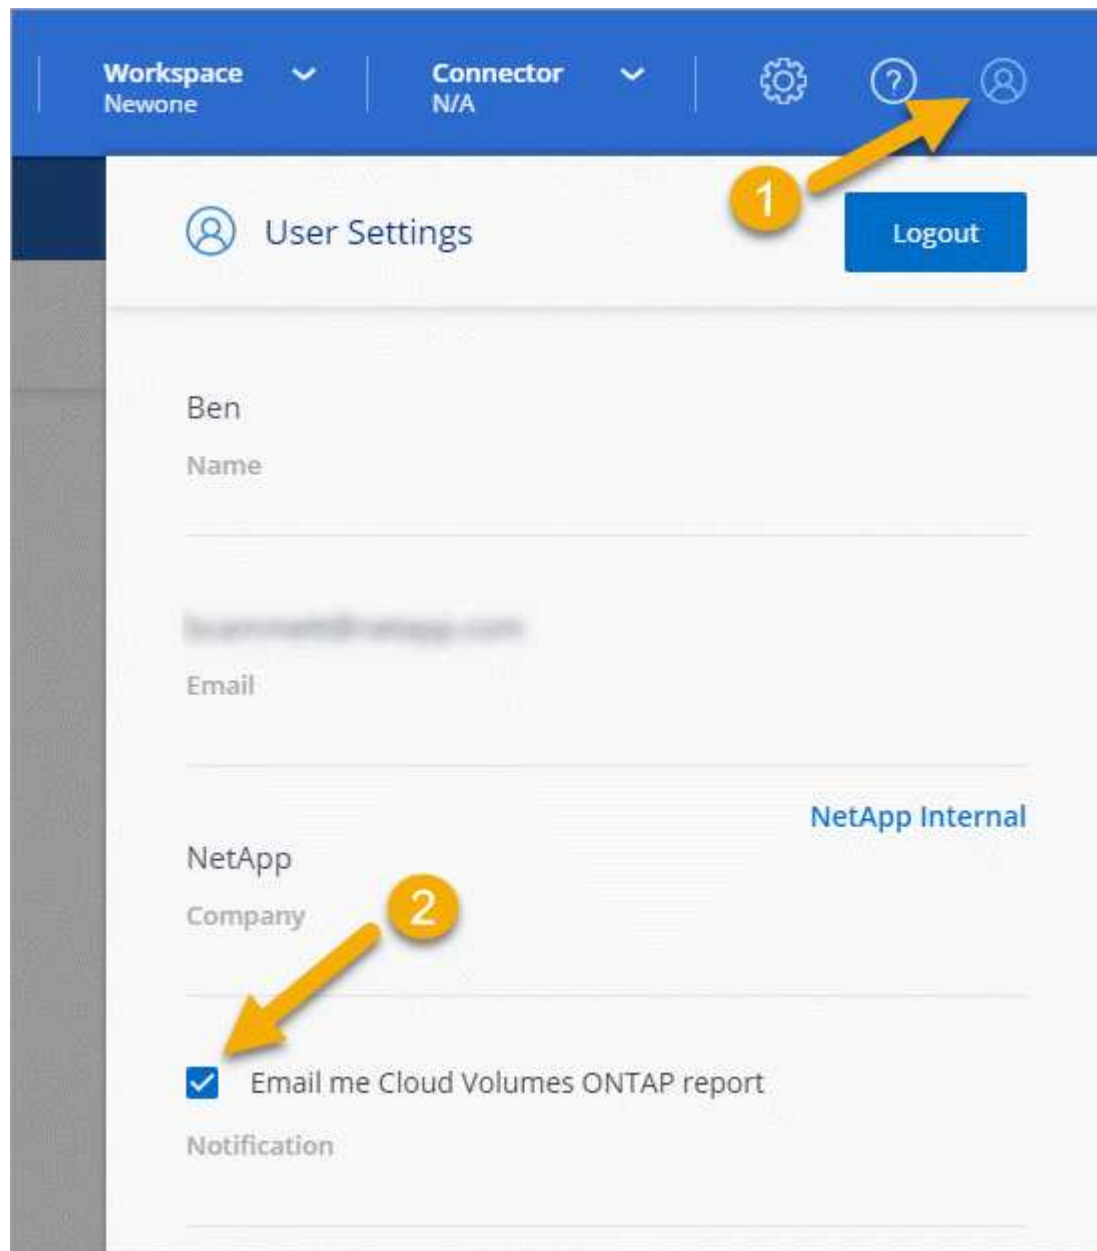 Workspace
Newone
Connector
N/A
1
User Settings
Logout
Ben
Name
Email
NetApp Internal
NetApp
Company
2
Email me Cloud Volumes ONTAP report
Notification